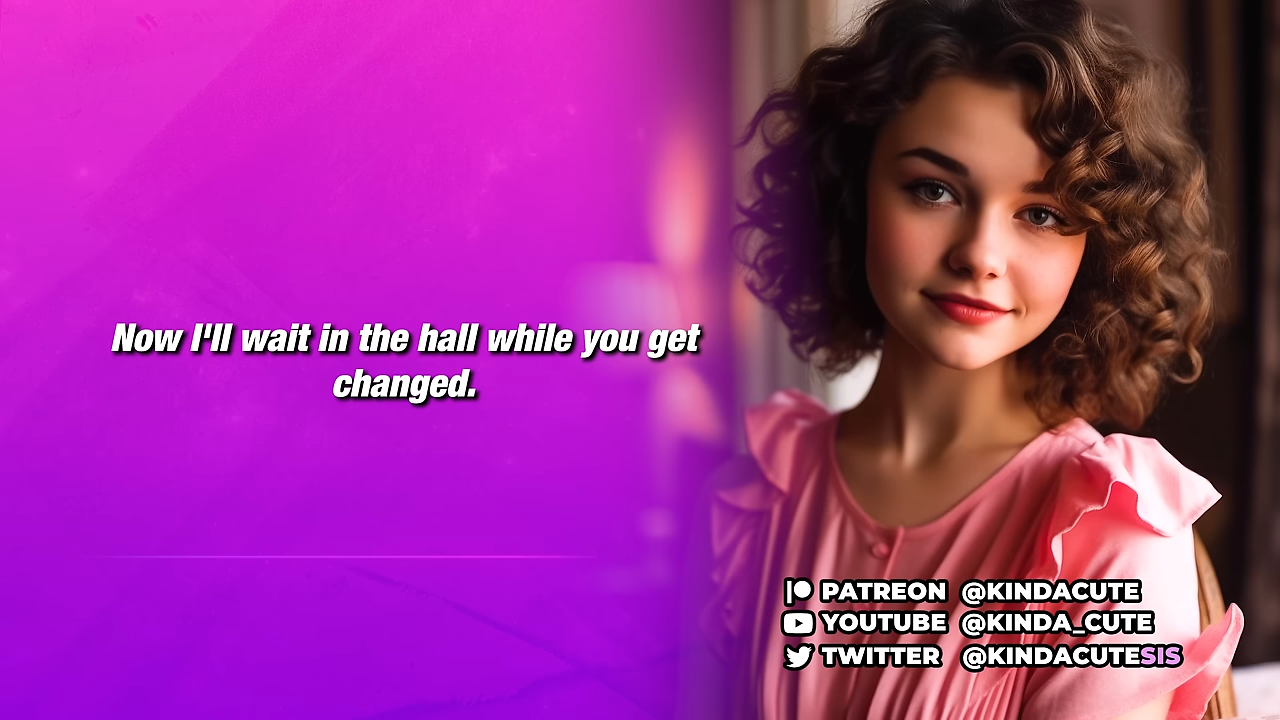 Now I'll wait in the hall while you get
changed.
PATREON @KINDACUTE
YOUTUBE @KINDA_CUTE
TWITTER @KINDACUTESIS